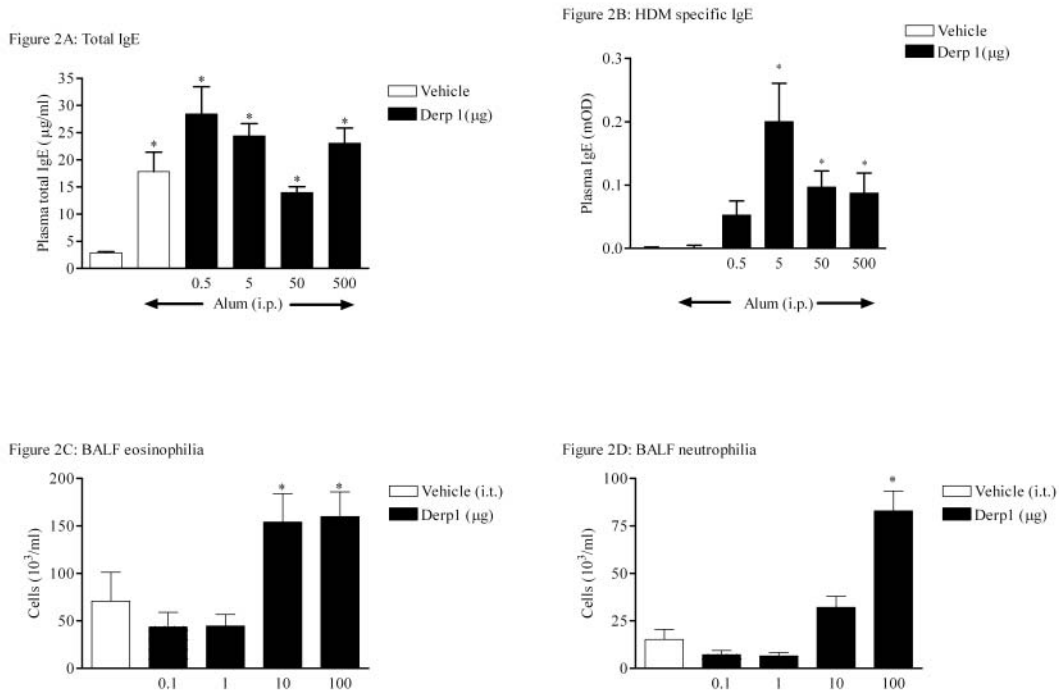 Figure 2A: Total IgE
Vehicle
Derp 1(μg)
Plasma total IgE (μg/ml)
35
30
25
20
15
10
5
0
*
*
*
*
*
0.5 5 50 500
Alum (i.p.)
Figure 2B: HDM specific IgE
Vehicle
Derp 1(μg)
Plasma IgE (mOD)
0.3
0.2
0.1
0.0
*
*
*
0.5 5 50 500
Alum (i.p.)
Figure 2C: BALF eosinophilia
Vehicle (i.t.)
Derp1 (μg)
Cells (10³/ml)
200
150
100
50
0
* *
0.1 1 10 100
Figure 2D: BALF neutrophilia
Vehicle (i.t.)
Derp1 (μg)
Cells (10³/ml)
100
75
50
25
0
*
0.1 1 10 100